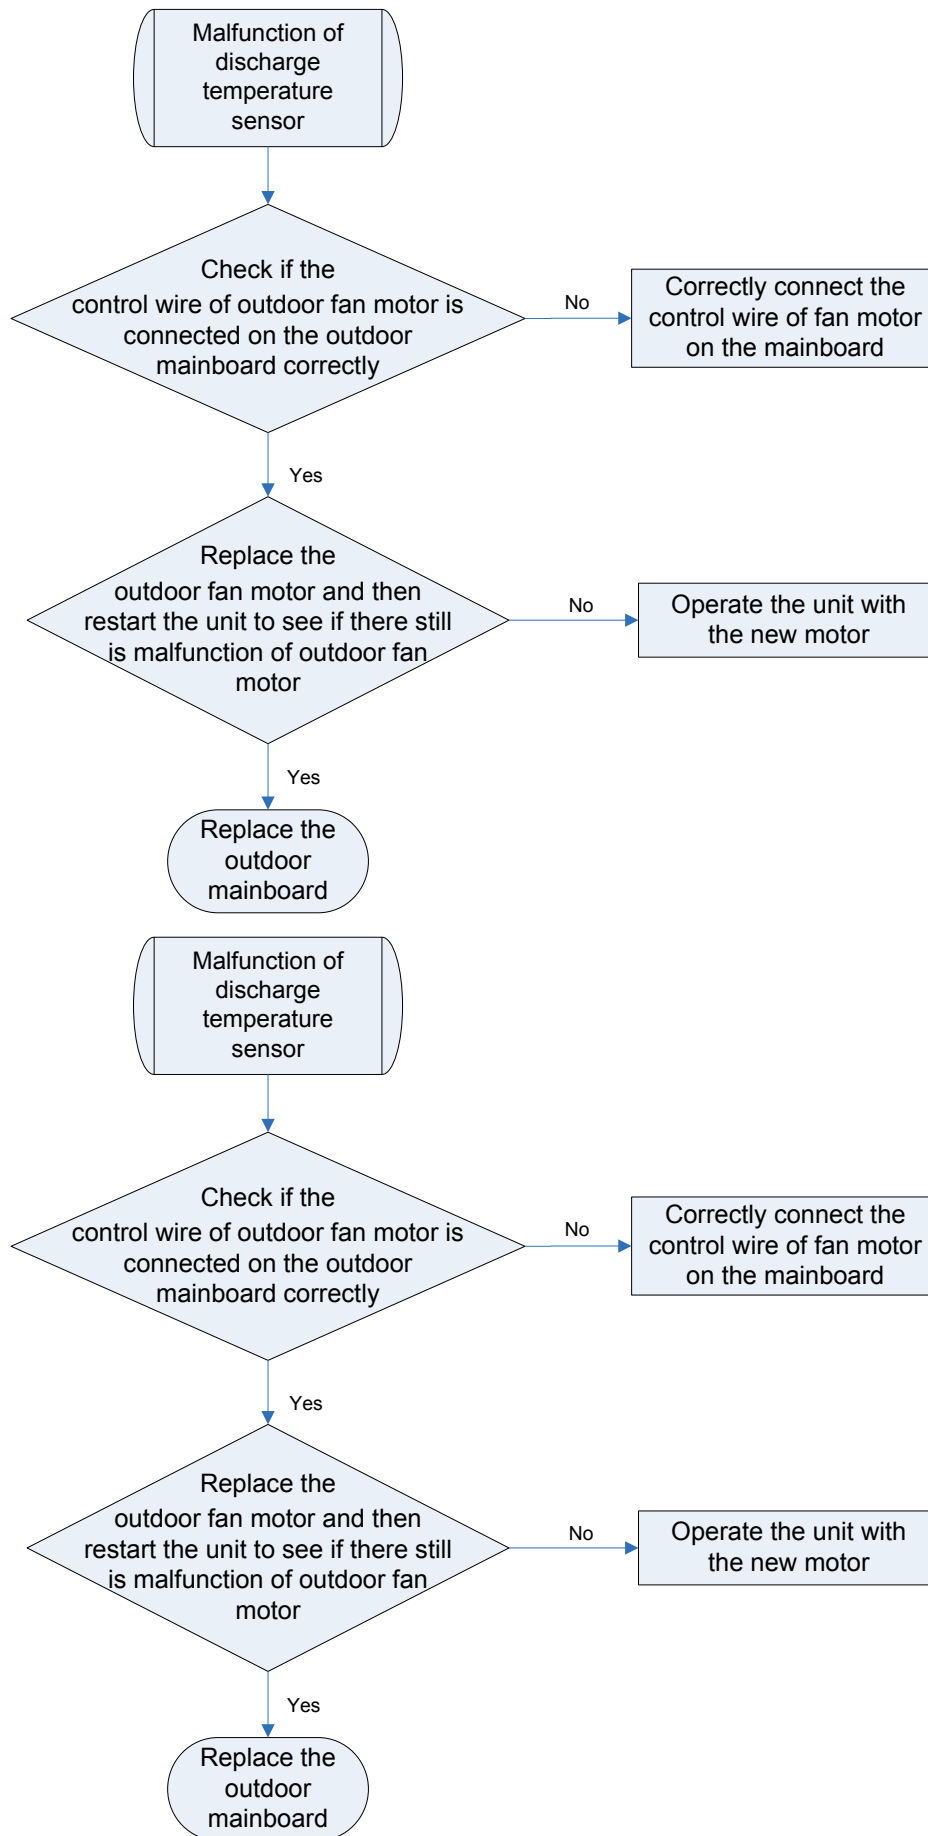 Malfunction of
discharge
temperature
sensor
Check if the
control wire of outdoor fan motor is
connected on the outdoor
mainboard correctly
No
Correctly connect the
control wire of fan motor
on the mainboard
Yes
Replace the
outdoor fan motor and then
restart the unit to see if there still
is malfunction of outdoor fan
motor
No
Operate the unit with
the new motor
Yes
Replace the
outdoor
mainboard
Malfunction of
discharge
temperature
sensor
Check if the
control wire of outdoor fan motor is
connected on the outdoor
mainboard correctly
No
Correctly connect the
control wire of fan motor
on the mainboard
Yes
Replace the
outdoor fan motor and then
restart the unit to see if there still
is malfunction of outdoor fan
motor
No
Operate the unit with
the new motor
Yes
Replace the
outdoor
mainboard